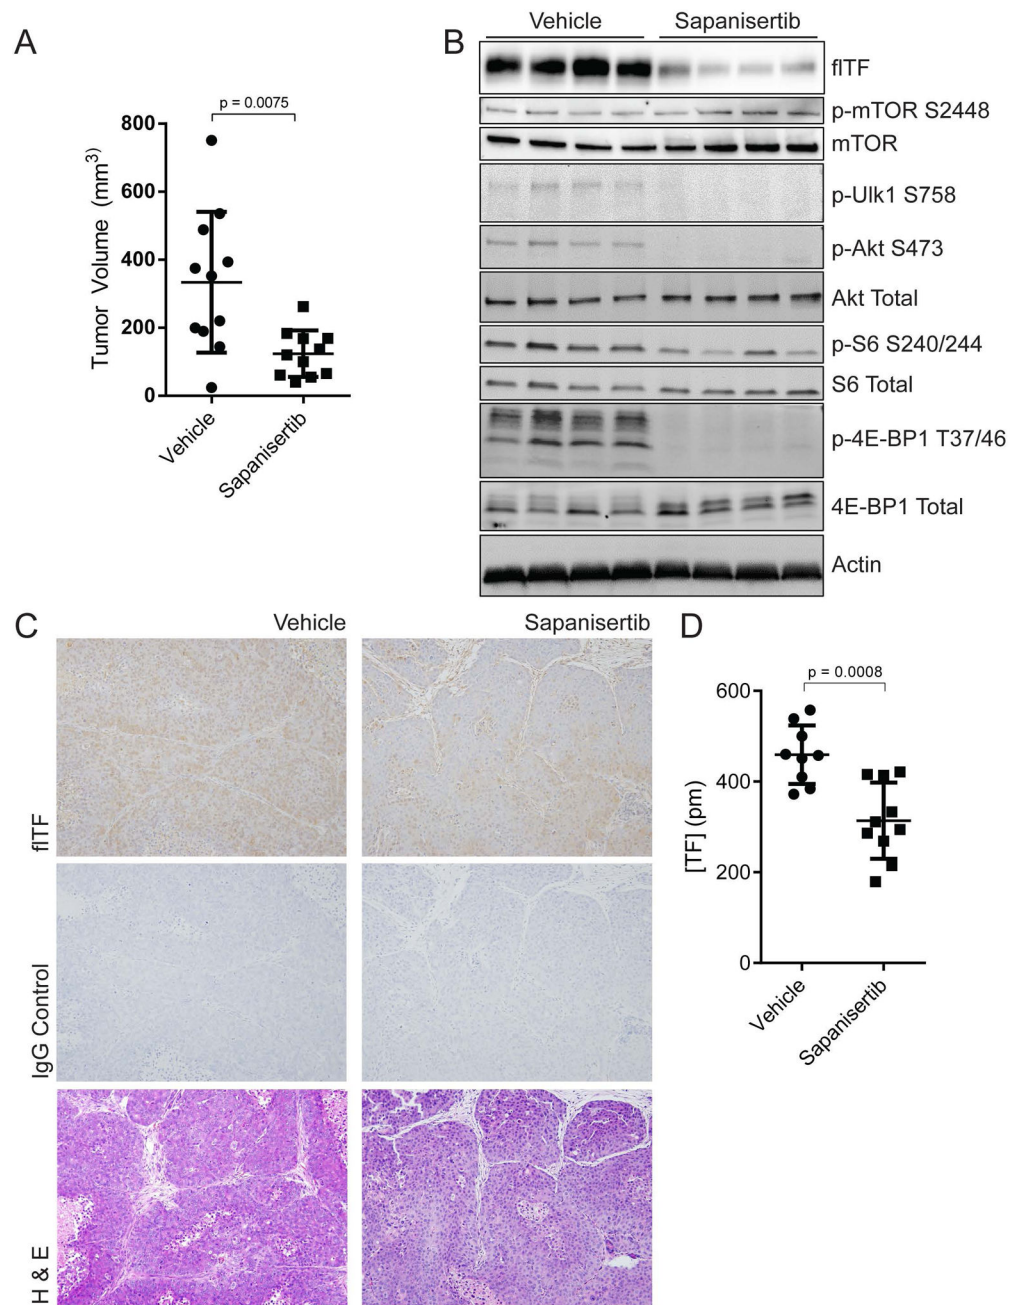 A
p = 0.0075
Tumor Volume (mm³)
800
600
400
200
0
Vehicle
Sapanisertib
B
Vehicle
Sapanisertib
flTF
p-mTOR S2448
mTOR
p-Ulk1 S758
p-Akt S473
Akt Total
p-S6 S240/244
S6 Total
p-4E-BP1 T37/46
4E-BP1 Total
Actin
C
Vehicle
Sapanisertib
flTF
IgG Control
H & E
D
p = 0.0008
[TF] (pm)
600
400
200
0
Vehicle
Sapanisertib